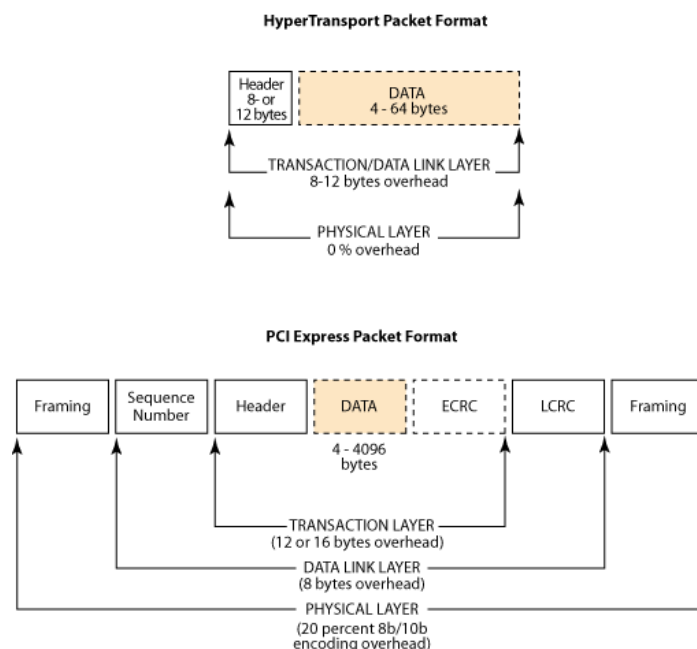 HyperTransport Packet Format
Header
8- or
12 bytes
DATA
4 - 64 bytes
TRANSACTION/DATA LINK LAYER
8-12 bytes overhead
PHYSICAL LAYER
0 % overhead
PCI Express Packet Format
Framing
Sequence
Number
Header
DATA
ECRC
LCRC
Framing
4 - 4096
bytes
TRANSACTION LAYER
(12 or 16 bytes overhead)
DATA LINK LAYER
(8 bytes overhead)
PHYSICAL LAYER
(20 percent 8b/10b
encoding overhead)